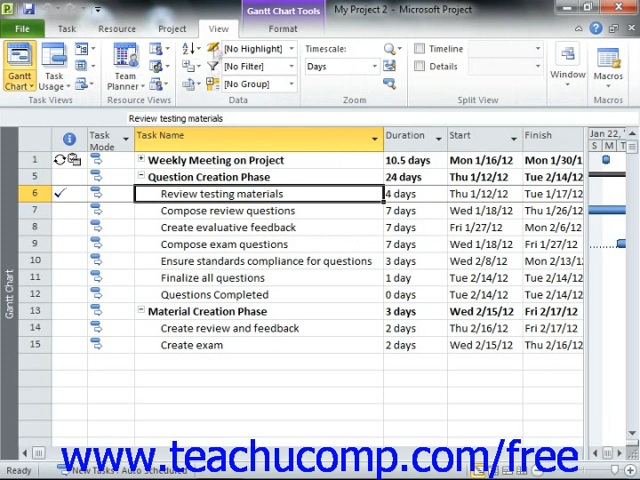 Gantt Chart Tools
My Project 2 - Microsoft Project
File Task Resource Project View Format
Gantt Chart
Task Usage
Team Planner
[No Highlight]
[No Filter]
[No Group]
Timescale:
Days
Timeline
Details
Window
Macros
Task Views Resource Views Data Zoom Split View Macros
Review testing materials
Task Mode Task Name Duration Start Finish Jan 22, S M T
1 Weekly Meeting on Project 10.5 days Mon 1/16/12 Mon 1/30/
5 Question Creation Phase 24 days Thu 1/12/12 Tue 2/14/12
6 Review testing materials 4 days Thu 1/12/12 Tue 1/17/12
7 Compose review questions 7 days Wed 1/18/12 Thu 1/26/12
8 Create evaluative feedback 7 days Fri 1/27/12 Mon 2/6/12
9 Compose exam questions 7 days Wed 1/18/12 Thu 1/26/12
10 Ensure standards compliance for questions 3 days Wed 2/8/12 Mon 2/13/
11 Finalize all questions 1 day Tue 2/14/12 Tue 2/14/12
12 Questions Completed 0 days Tue 2/14/12 Tue 2/14/12
13 Material Creation Phase 3 days Wed 2/15/12 Fri 2/17/12
14 Create review and feedback 2 days Thu 2/16/12 Fri 2/17/12
15 Create exam 2 days Wed 2/15/12 Thu 2/16/12
Gantt Chart
www.teachucomp.com/free
Ready New Tasks : Auto Scheduled